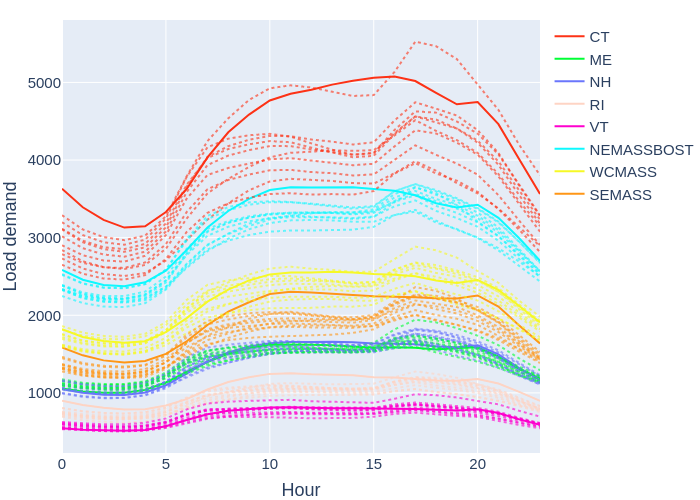 CT
ME
NH
RI
VT
NEMASSBOST
WCMASS
SEMASS
5000
4000
3000
2000
1000
Load demand
0 5 10 15 20
Hour